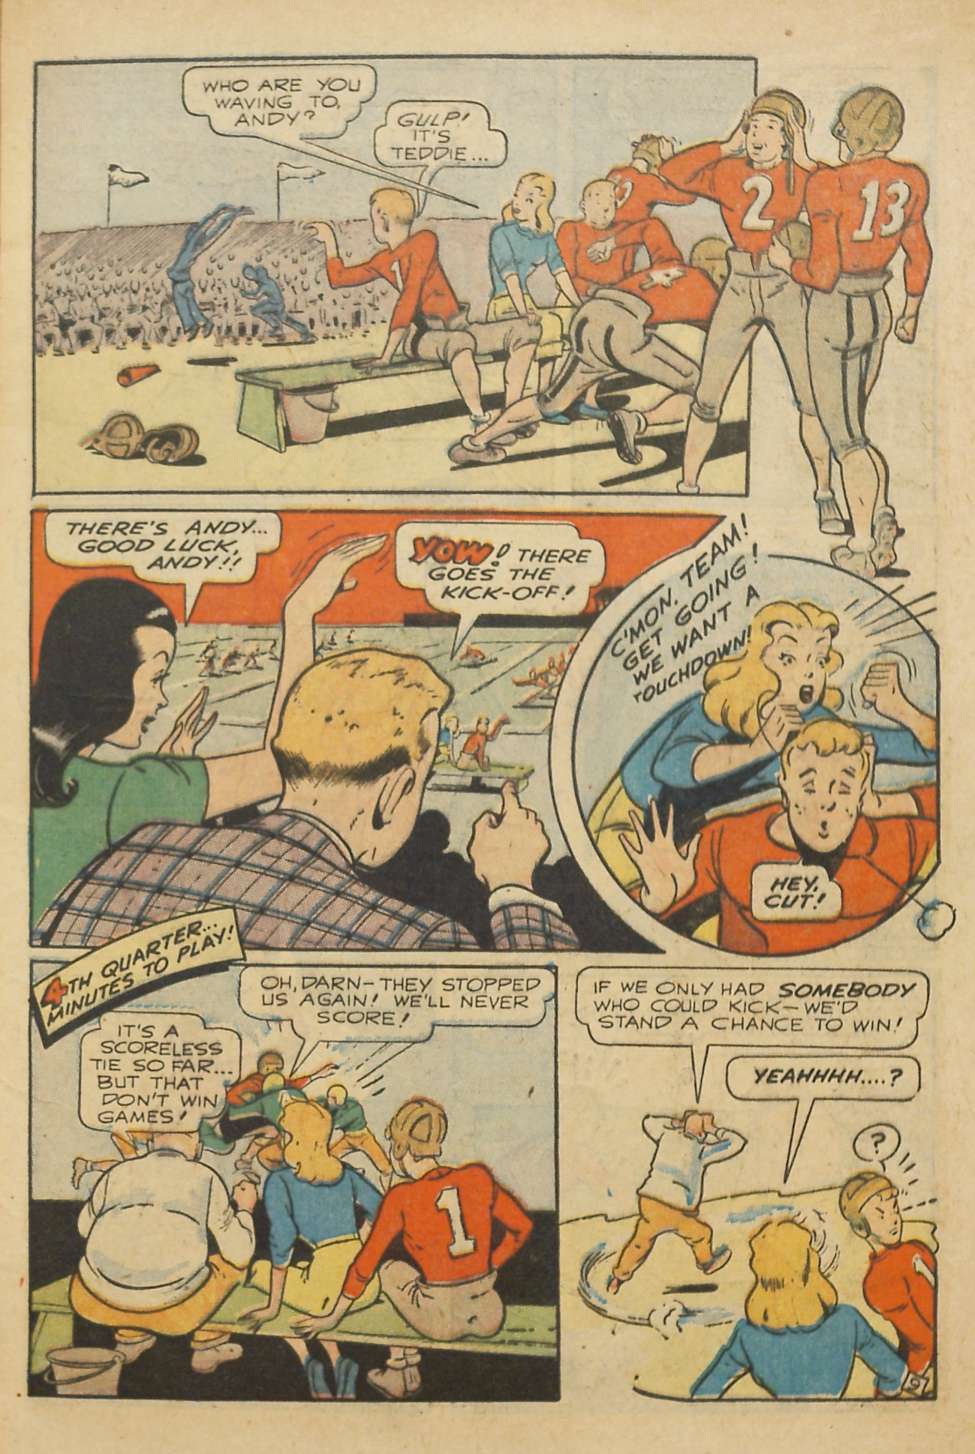 WHO ARE YOU
WAVING TO,
ANDY?
GULP!
IT'S
TEDDIE...
2
13
1
THERE'S ANDY...
GOOD LUCK,
ANDY!!
YOW! THERE
GOES THE
KICK-OFF!
C'MON, TEAM!
GET GOING!
WE WANT A
TOUCHDOWN!
HEY,
CUT!
4TH QUARTER...
MINUTES TO PLAY!
IT'S A
SCORELESS
TIE SO FAR...
BUT THAT
DON'T WIN
GAMES!
OH, DARN— THEY STOPPED
US AGAIN! WE'LL NEVER
SCORE!
1
IF WE ONLY HAD SOMEBODY
WHO COULD KICK— WE'D
STAND A CHANCE TO WIN!
YEAHHHH....?
?
1
9